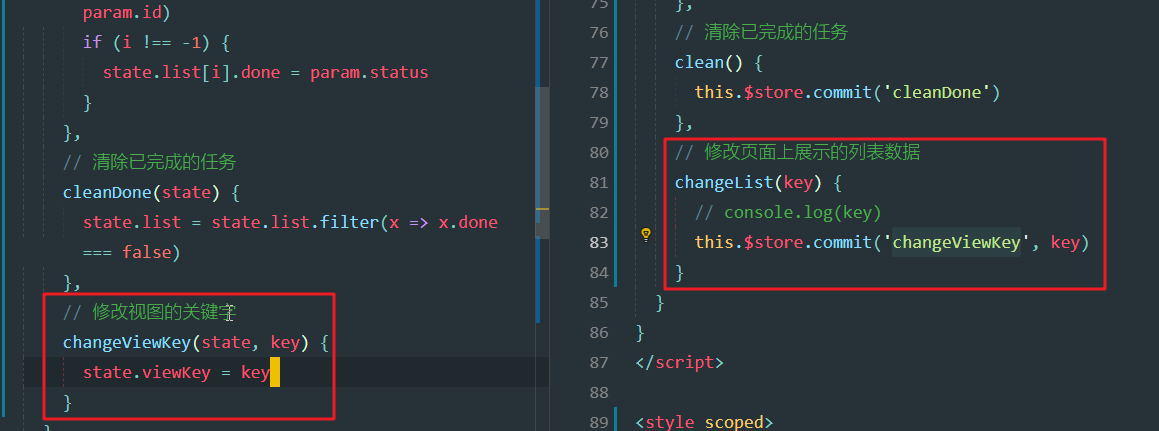 param.id)
if (i !== -1) {
state.list[i].done = param.status
}
},
// 清除已完成的任务
cleanDone(state) {
state.list = state.list.filter(x => x.done
=== false)
},
// 修改视图的关键字
changeViewKey(state, key) {
state.viewKey = key
}
75 },
76 // 清除已完成的任务
77 clean() {
78 this.$store.commit('cleanDone')
79 },
80 // 修改页面上展示的列表数据
81 changeList(key) {
82 // console.log(key)
83 this.$store.commit('changeViewKey', key)
84 }
85 }
86 }
87 </script>
88
89 <style scoped>